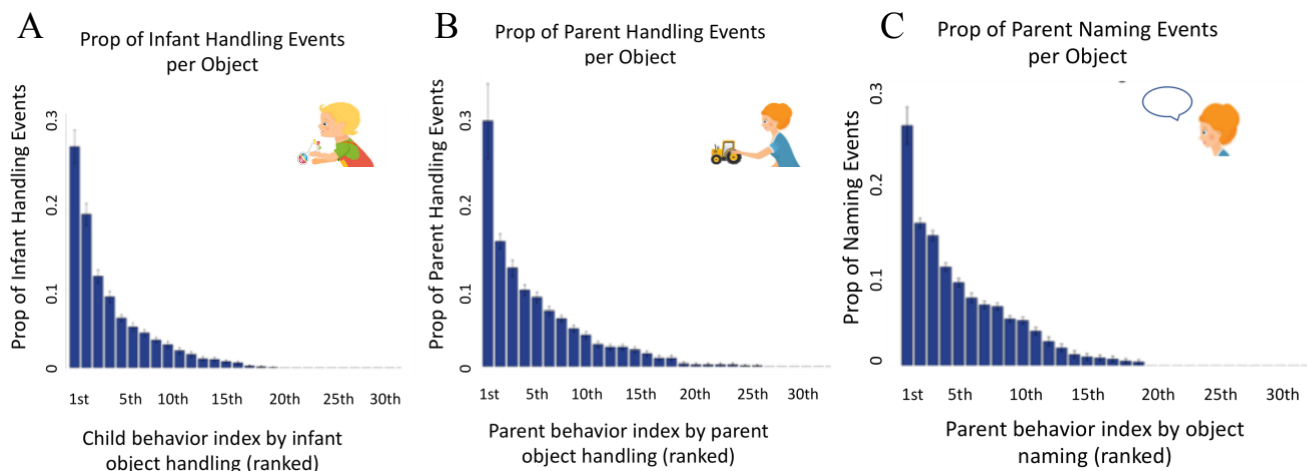 A
Prop of Infant Handling Events
per Object
Prop of Infant Handling Events
0.3
0.2
0.1
0
1st 5th 10th 15th 20th 25th 30th
Child behavior index by infant
object handling (ranked)
B
Prop of Parent Handling Events
per Object
Prop of Parent Handling Events
0.3
0.2
0.1
0
1st 5th 10th 15th 20th 25th 30th
Parent behavior index by parent
object handling (ranked)
C
Prop of Parent Naming Events
per Object
Prop of Naming Events
0.3
0.2
0.1
0
1st 5th 10th 15th 20th 25th 30th
Parent behavior index by object
naming (ranked)